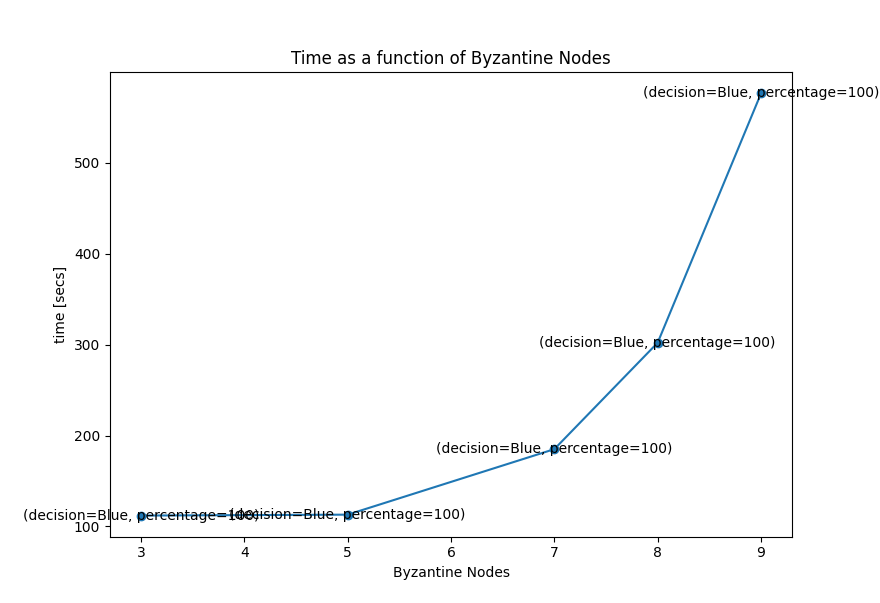 Time as a function of Byzantine Nodes
(decision=Blue, percentage=100)
500
400
time [secs]
300
(decision=Blue, percentage=100)
200
(decision=Blue, percentage=100)
(decision=Blue, percentage=100)
(decision=Blue, percentage=100)
100
3 4 5 6 7 8 9
Byzantine Nodes